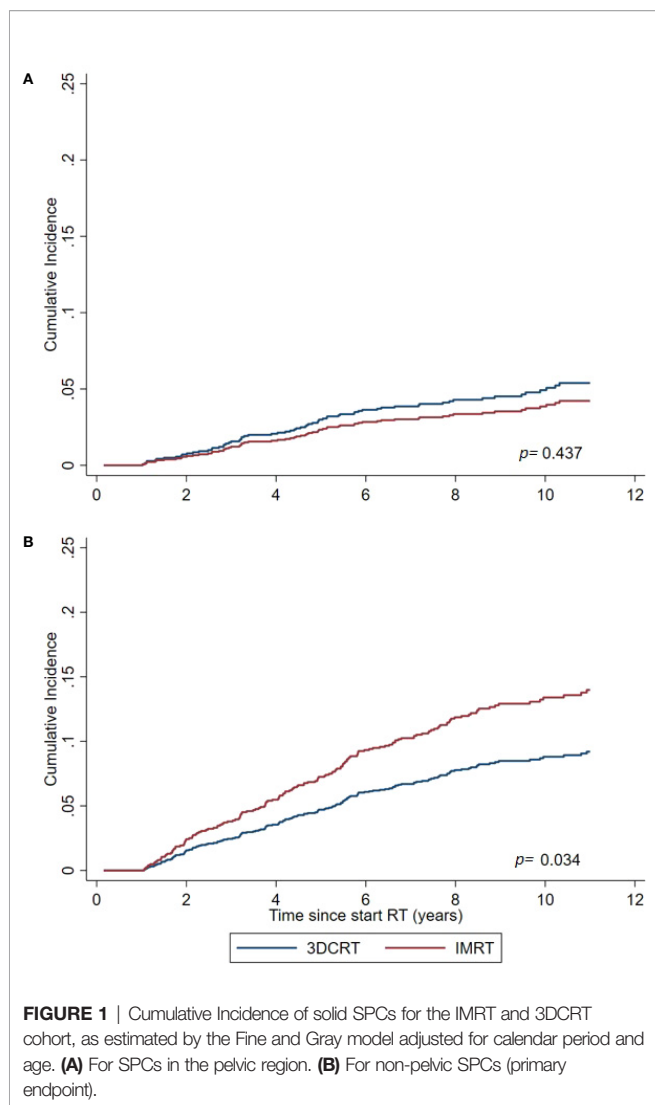 A
.25
.2
.15
.1
.05
0
Cumulative Incidence
p= 0.437
0 2 4 6 8 10 12
B
.25
.2
.15
.1
.05
0
Cumulative Incidence
p= 0.034
0 2 4 6 8 10 12
Time since start RT (years)
3DCRT IMRT
FIGURE 1 | Cumulative Incidence of solid SPCs for the IMRT and 3DCRT
cohort, as estimated by the Fine and Gray model adjusted for calendar period and
age. (A) For SPCs in the pelvic region. (B) For non-pelvic SPCs (primary
endpoint).